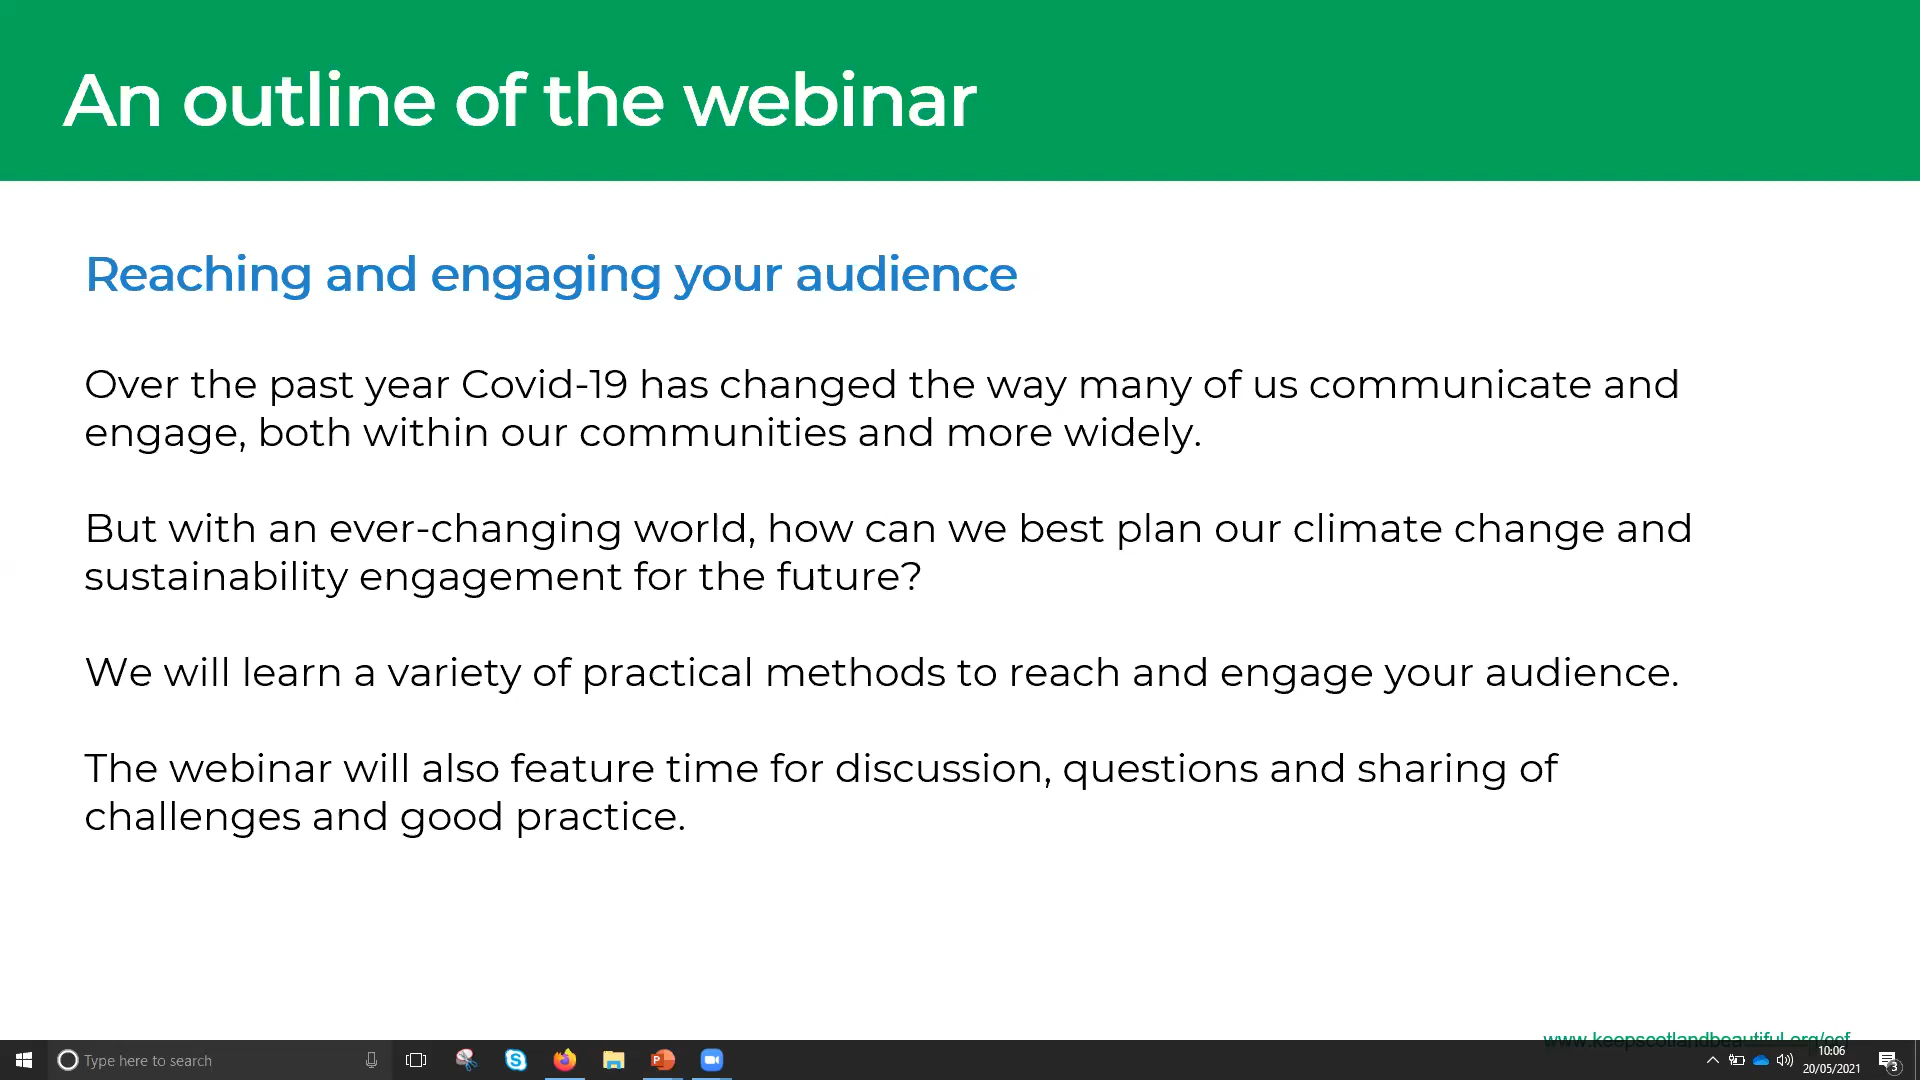 An outline of the webinar
Reaching and engaging your audience
Over the past year Covid-19 has changed the way many of us communicate and
engage, both within our communities and more widely.
But with an ever-changing world, how can we best plan our climate change and
sustainability engagement for the future?
We will learn a variety of practical methods to reach and engage your audience.
The webinar will also feature time for discussion, questions and sharing of
challenges and good practice.
www.keepscotlandbeautiful.org/ccf
Type here to search
10:06
20/05/2021
3